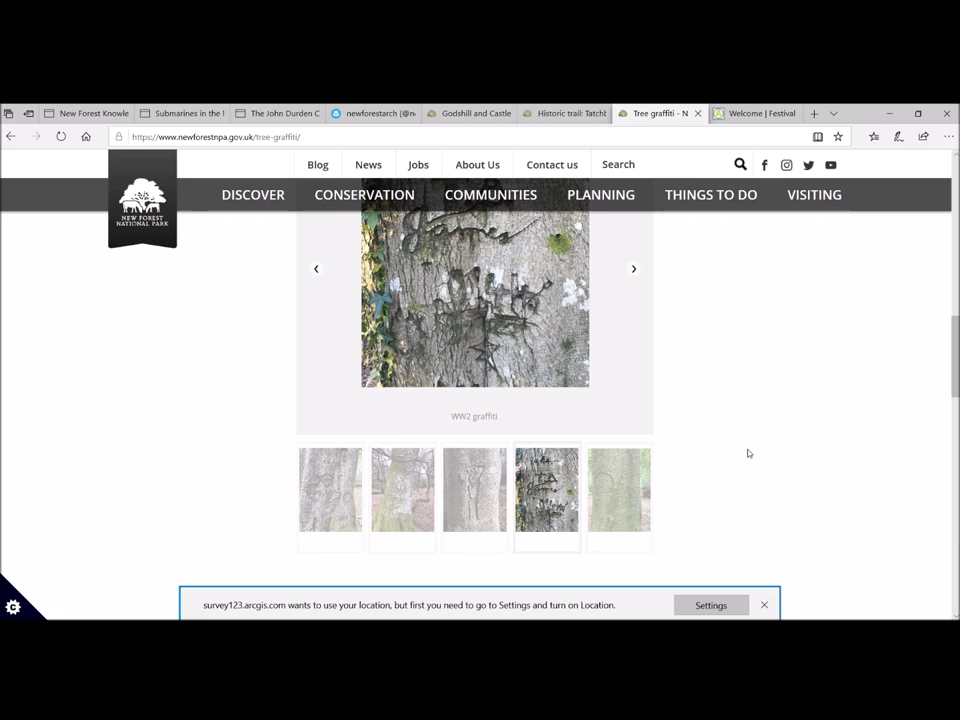 New Forest Knowle
Submarines in the I
The John Durden C
newforestarch (@ne
Godshill and Castle
Historic trail: Tatchb
Tree graffiti - N
Welcome | Festival
https://www.newforestnpa.gov.uk/tree-graffiti/
Blog
News
Jobs
About Us
Contact us
Search
NEW FOREST
NATIONAL PARK
DISCOVER
CONSERVATION
COMMUNITIES
PLANNING
THINGS TO DO
VISITING
WW2 graffiti
survey123.arcgis.com wants to use your location, but first you need to go to Settings and turn on Location.
Settings